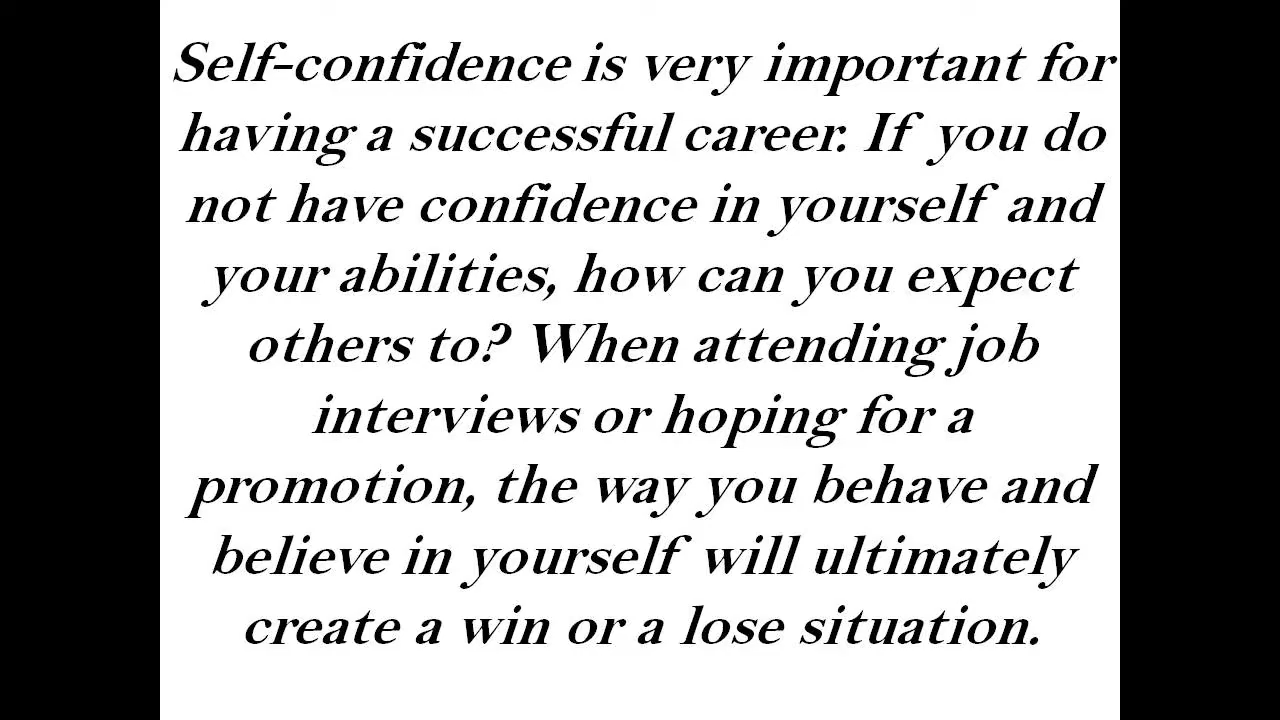 Self-confidence is very important for
having a successful career. If you do
not have confidence in yourself and
your abilities, how can you expect
others to? When attending job
interviews or hoping for a
promotion, the way you behave and
believe in yourself will ultimately
create a win or a lose situation.